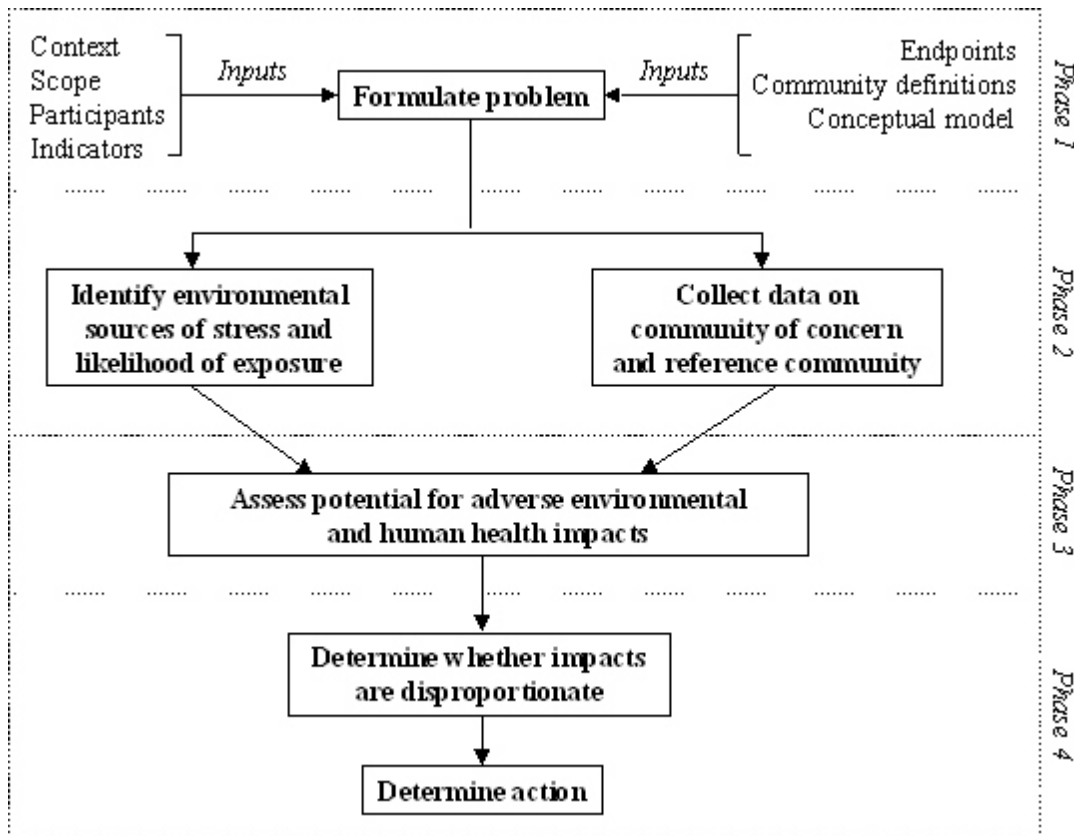 Context
Scope
Participants
Indicators
Inputs
Formulate problem
Inputs
Endpoints
Community definitions
Conceptual model
Phase 1
Identify environmental
sources of stress and
likelihood of exposure
Collect data on
community of concern
and reference community
Phase 2
Assess potential for adverse environmental
and human health impacts
Phase 3
Determine whether impacts
are disproportionate
Determine action
Phase 4